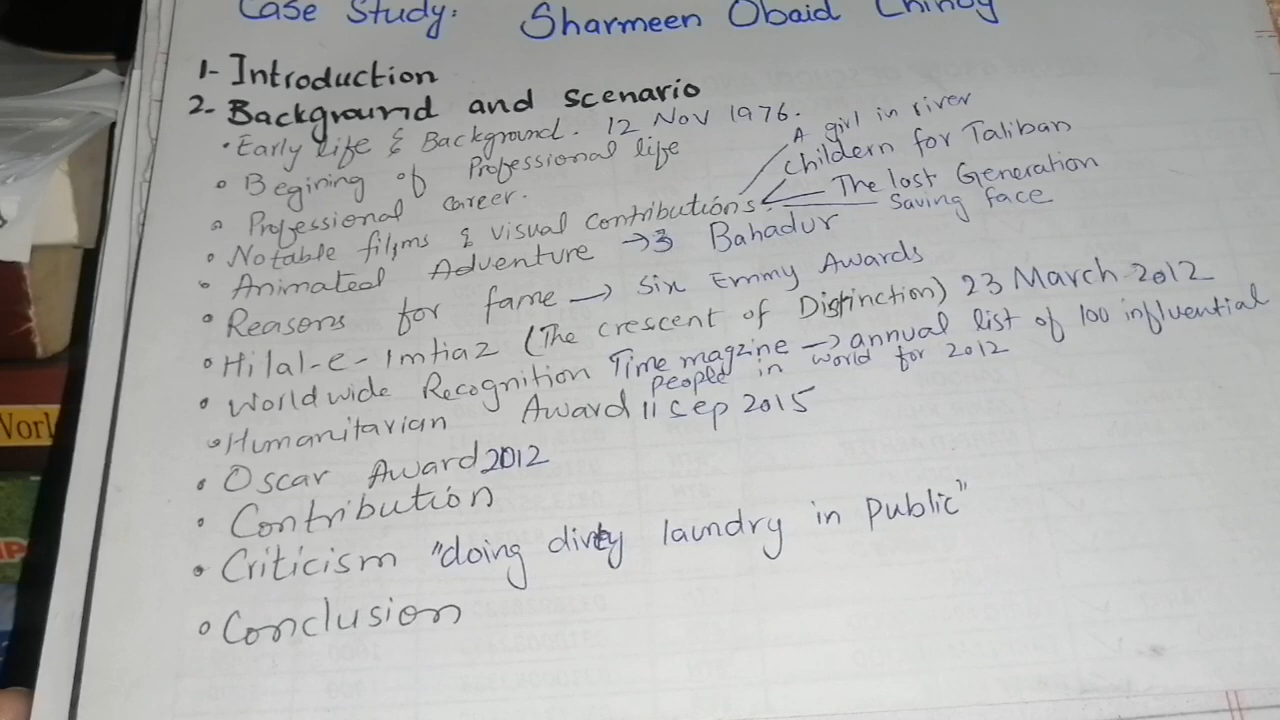 Case Study: Sharmeen Obaid Chinoy
1- Introduction
2- Background and scenario
• Early life & Background. 12 Nov 1976.
• Begining of Professional life
• Professional career.
• Notable films & visual contributions.
A girl in river
childern for Taliban
The lost Generation
Saving face
• Animated Adventure → 3 Bahadur
• Reasons for fame → Six Emmy Awards
• Hilal-e-Imtiaz (The crescent of Distinction) 23 March 2012
• Worldwide Recognition Time magzine → annual list of 100 influential
people in world for 2012
• Humanitarian Award 11 Sep 2015
• Oscar Award 2012
• Contribution
• Criticism "doing dirty laundry in public"
• Conclusion
Worl